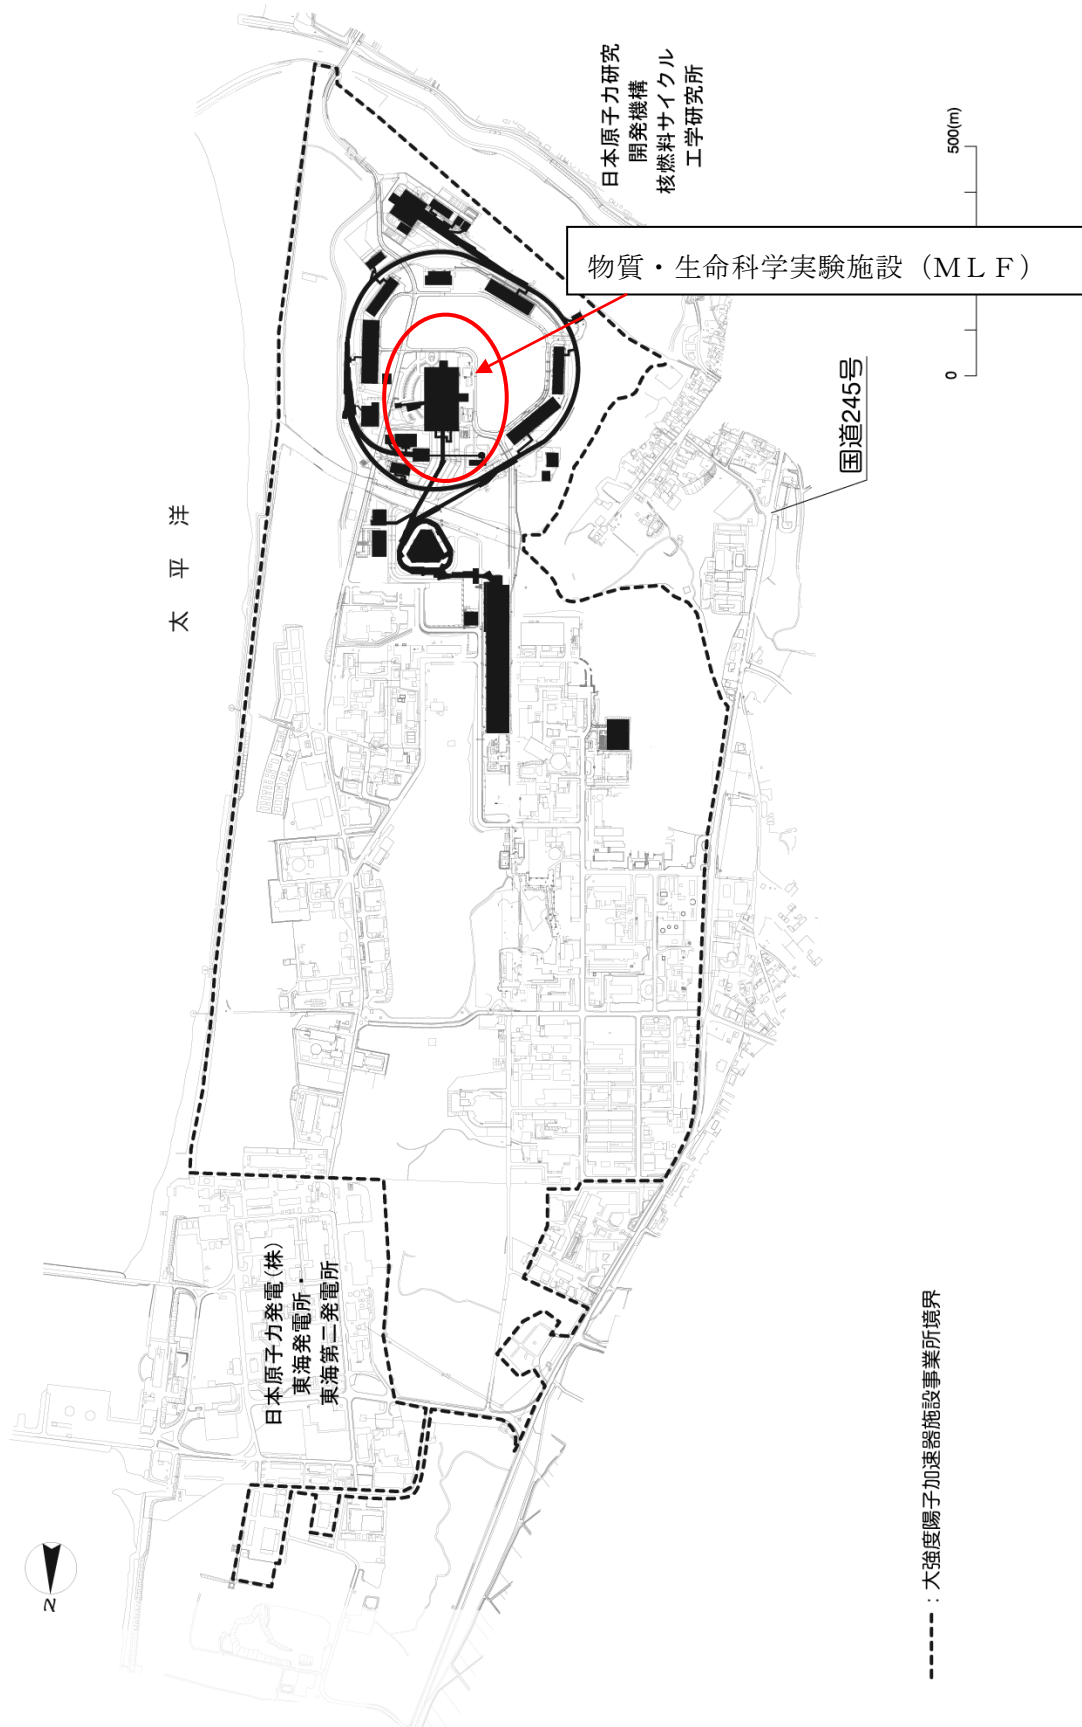 日本原子力研究
開発機構
核燃料サイクル
工学研究所
500(m)
0
物質・生命科学実験施設（ＭＬＦ）
国道245号
太平洋
日本原子力発電(株)
東海発電所・
東海第二発電所
N
：大強度陽子加速器施設事業所境界